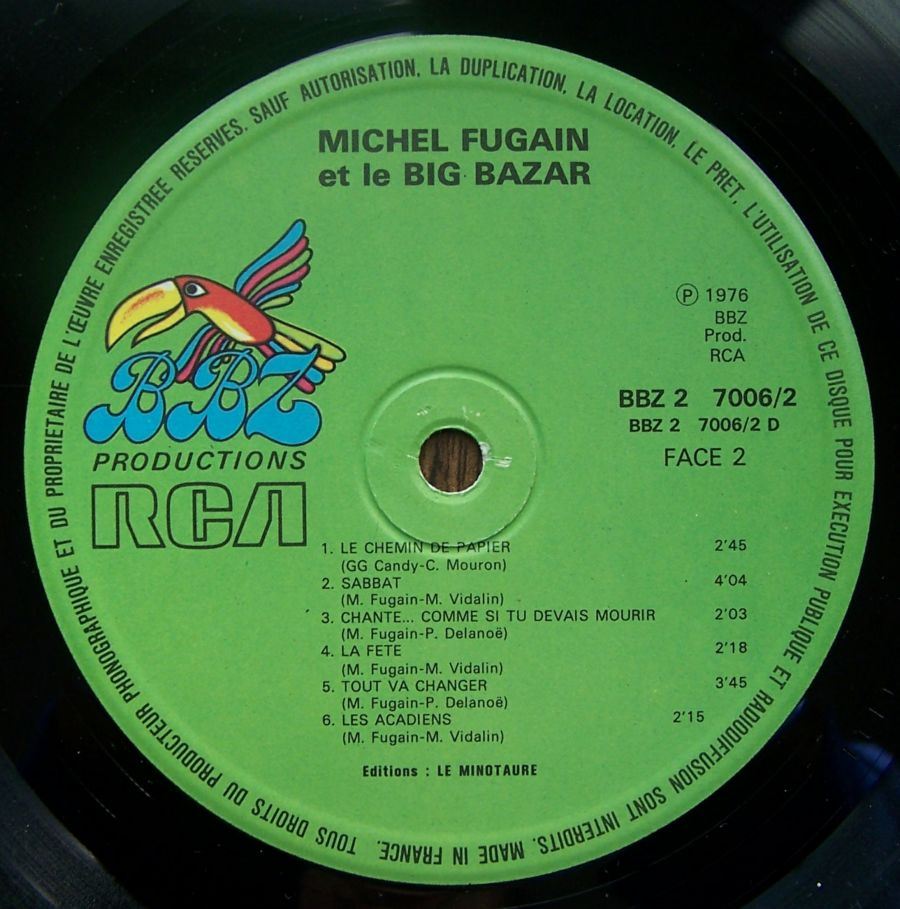 TOUS DROITS DU PRODUCTEUR PHONOGRAPHIQUE ET DU PROPRIETAIRE DE L'ŒUVRE ENREGISTREE RESERVES. SAUF AUTORISATION, LA DUPLICATION, LA LOCATION, LE PRET, L'UTILISATION DE CE DISQUE POUR EXECUTION PUBLIQUE ET RADIODIFFUSION SONT INTERDITS. MADE IN FRANCE.
MICHEL FUGAIN
et le BIG BAZAR
BBZ
PRODUCTIONS
RCA
Ⓟ 1976
BBZ
Prod.
RCA
BBZ 2 7006/2
BBZ 2 7006/2 D
FACE 2
1. LE CHEMIN DE PAPIER 2'45
(GG Candy-C. Mouron)
2. SABBAT 4'04
(M. Fugain-M. Vidalin)
3. CHANTE... COMME SI TU DEVAIS MOURIR 2'03
(M. Fugain-P. Delanoë)
4. LA FETE 2'18
(M. Fugain-M. Vidalin)
5. TOUT VA CHANGER 3'45
(M. Fugain-P. Delanoë)
6. LES ACADIENS 2'15
(M. Fugain-M. Vidalin)
Editions : LE MINOTAURE